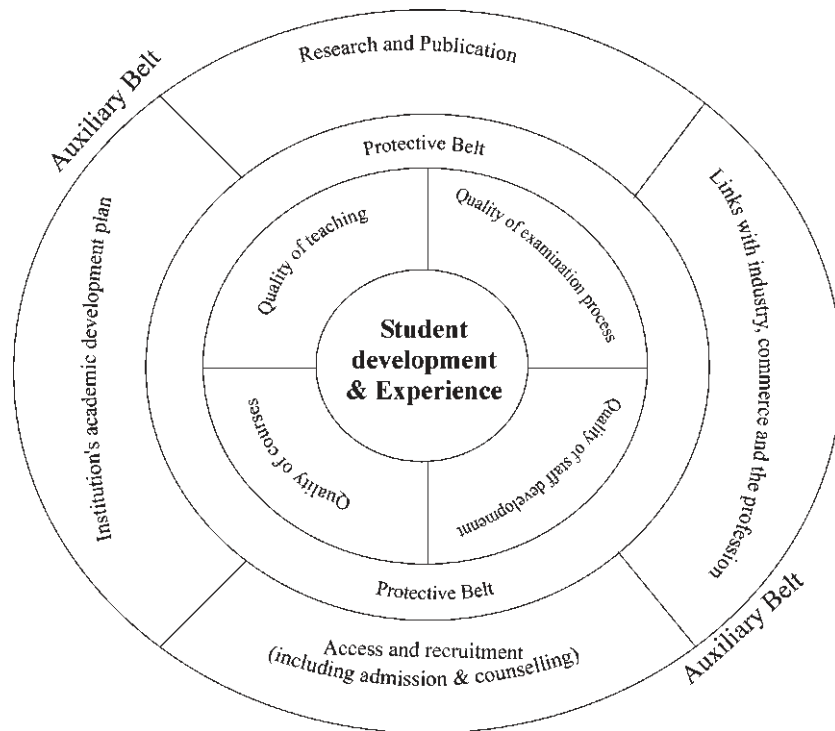 Auxiliary Belt
Research and Publication
Protective Belt
Institution's academic development plan
Quality of teaching
Quality of examination process
Links with industry, commerce and the profession
Student
development
& Experience
Quality of courses
Quality of staff developmennt
Protective Belt
Access and recruitment
(including admission & counselling)
Auxiliary Belt